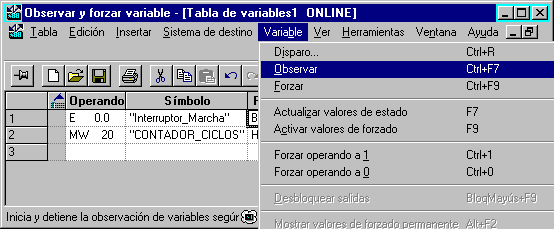 Observar y forzar variable - [Tabla de variables1 ONLINE]
Tabla Edición Insertar Sistema de destino Variable Ver Herramientas Ventana Ayuda
Disparo... Ctrl+R
Observar Ctrl+F7
Forzar Ctrl+F9
Actualizar valores de estado F7
Activar valores de forzado F9
Forzar operando a 1 Ctrl+1
Forzar operando a 0 Ctrl+0
Desbloquear salidas BloqMayús+F9
Mostrar valores de forzado permanente Alt+F2
Operando Símbolo F
1 E 0.0 "Interruptor_Marcha" B
2 MW 20 "CONTADOR_CICLOS" H
3
Inicia y detiene la observación de variables según